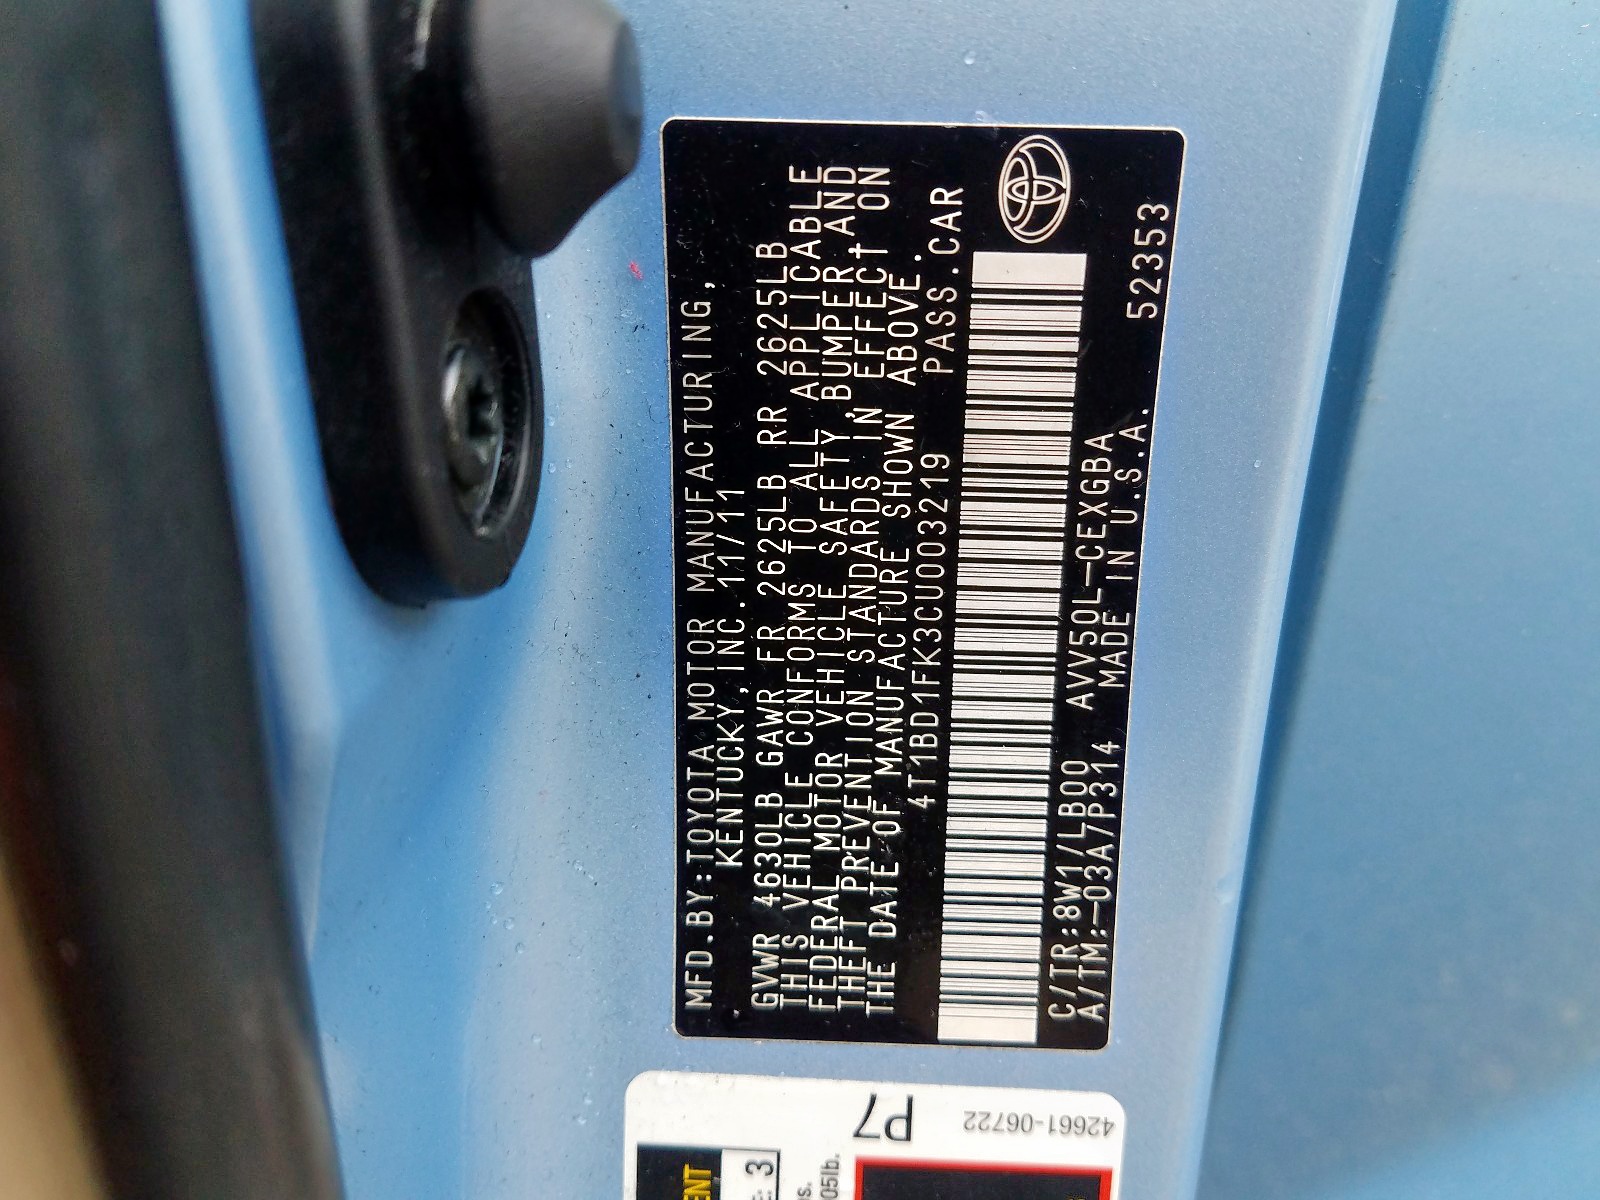 MFD.BY:TOYOTA MOTOR MANUFACTURING,
KENTUCKY,INC.11/11
GVWR 4630LB GAWR FR 2625LB RR 2625LB
THIS VEHICLE CONFORMS TO ALL APPLICABLE
FEDERAL MOTOR VEHICLE SAFETY, BUMPER AND
THEFT PREVENTION STANDARDS IN EFFECT ON
THE DATE OF MANUFACTURE SHOWN ABOVE.
4T1BD1FK3CU003219 PASS.CAR
C/TR:8W1/LB00 AVV50L-CEXGBA
A/TM:-03A/P314 MADE IN U.S.A. 52353
P7
42661-06722
3